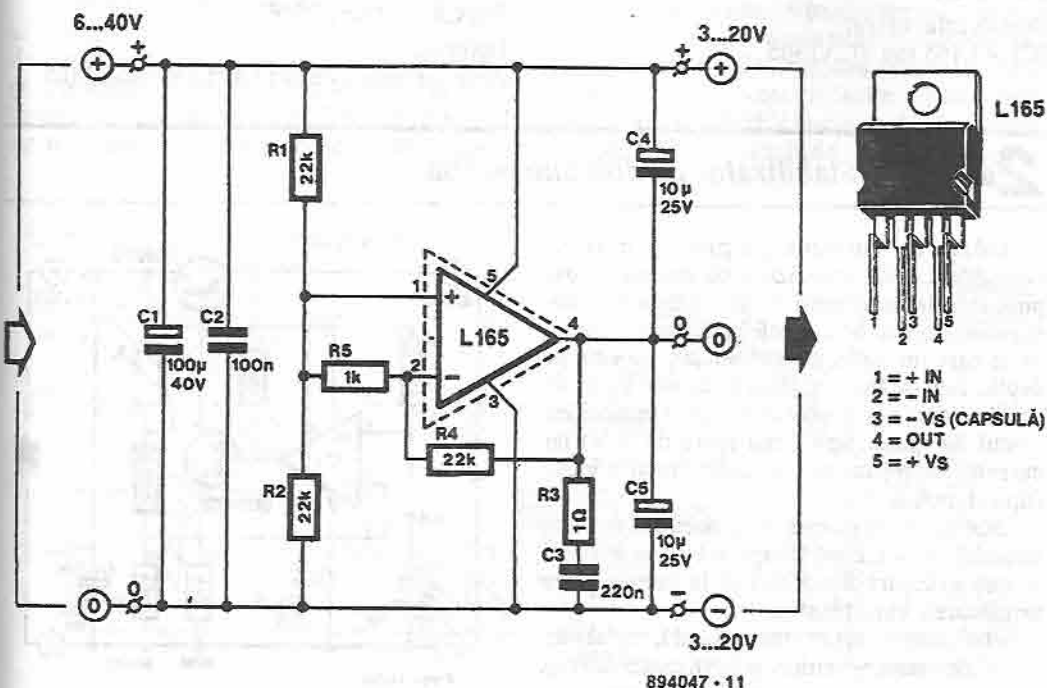 6...40V
+
+
R1
22k
C1
100µ
40V
C2
100n
R5
1k
R2
22k
1
+
2
−
L165
5
4
3
R4
22k
R3
1Ω
C3
220n
C4
10µ
25V
C5
10µ
25V
+
3...20V
+
0
0
−
−
3...20V
0
0
L165
1
2
3
4
5
1 = + IN
2 = – IN
3 = – VS (CAPSULĂ)
4 = OUT
5 = + VS
894047 • 11